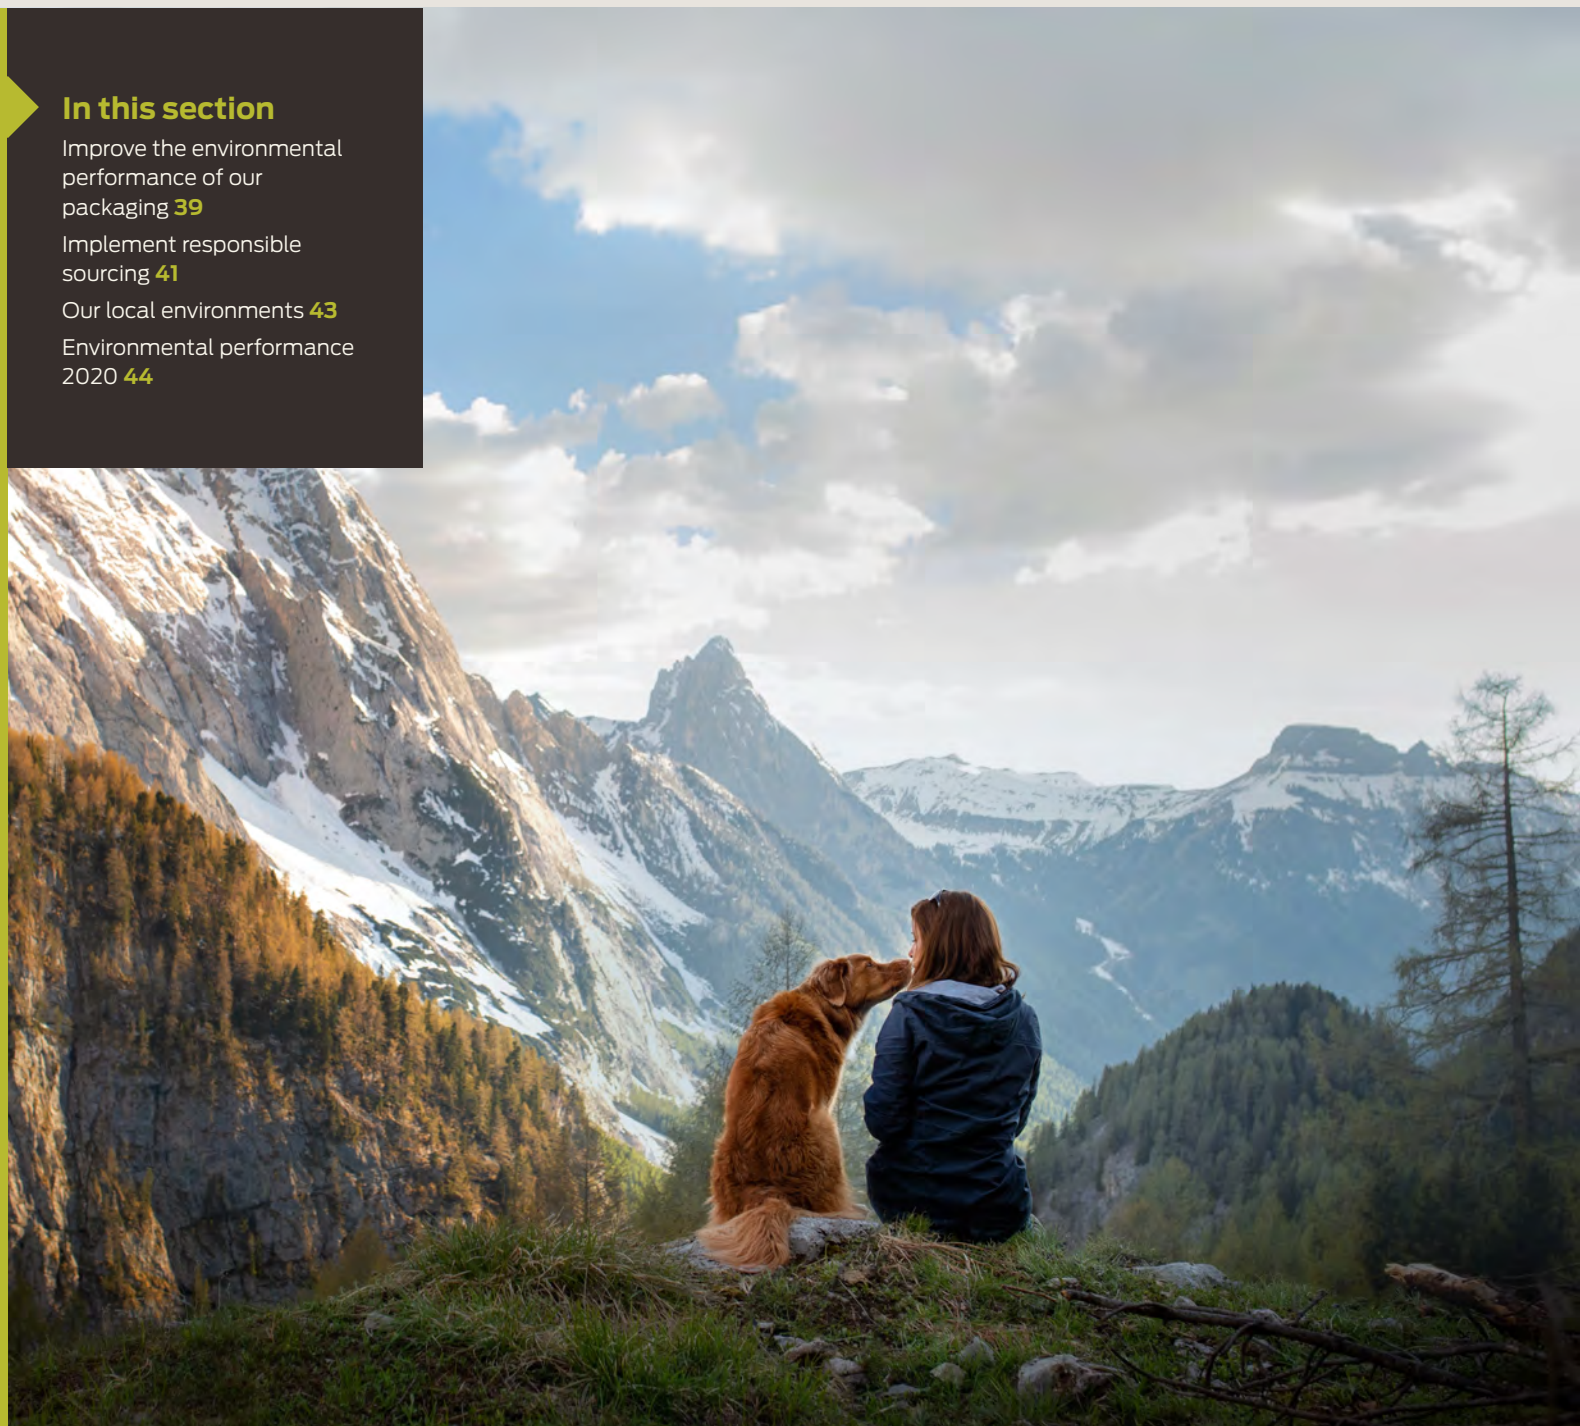 In this section
Improve the environmental
performance of our
packaging 39
Implement responsible
sourcing 41
Our local environments 43
Environmental performance
2020 44